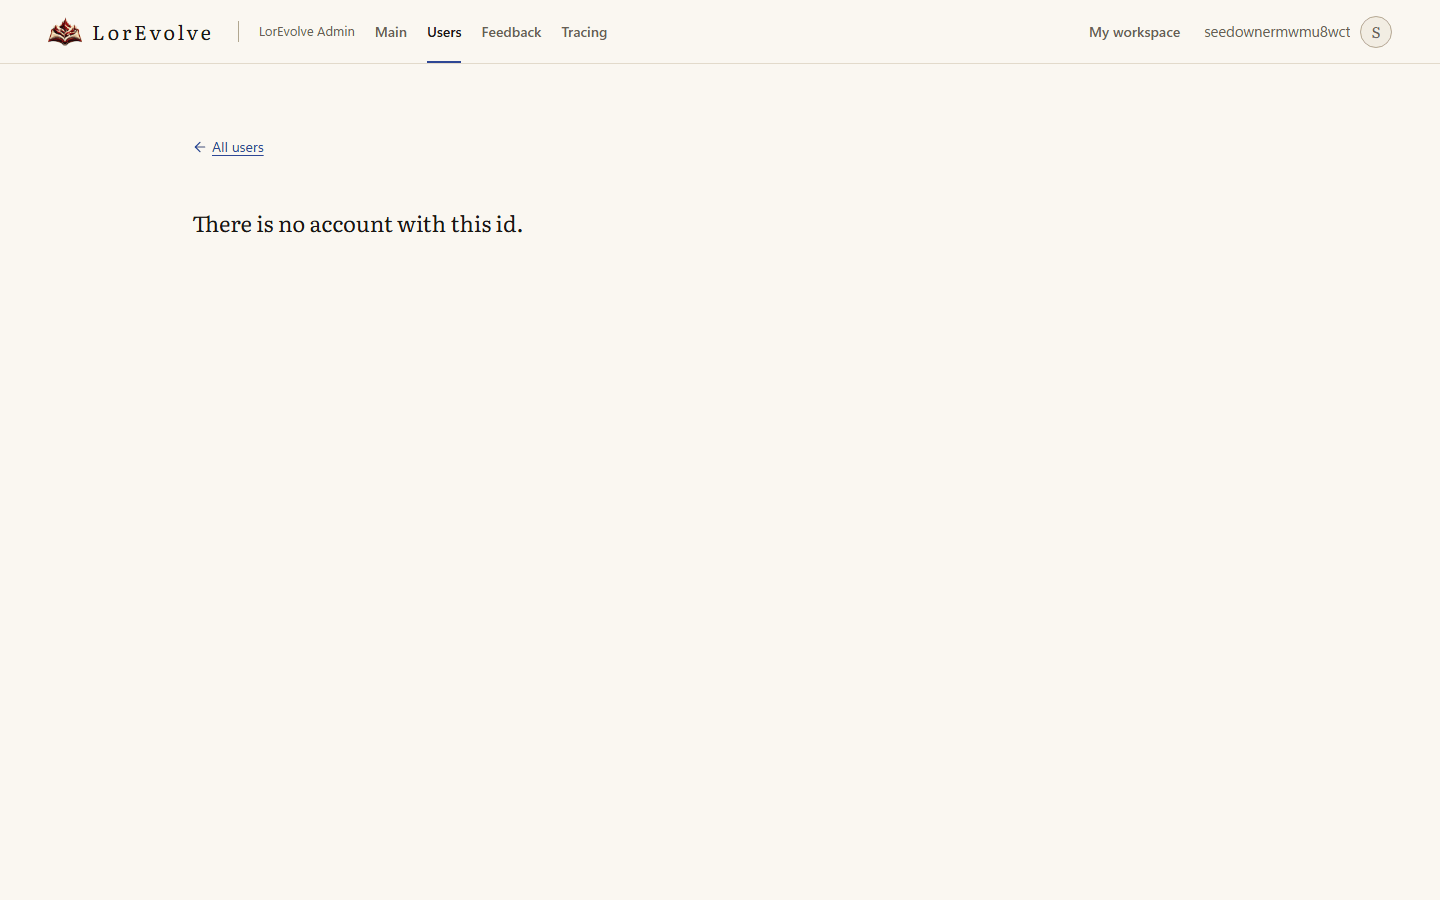 LorEvolve
LorEvolve Admin
Main
Users
Feedback
Tracing
My workspace
seedownermwmu8wct
S
← All users
There is no account with this id.